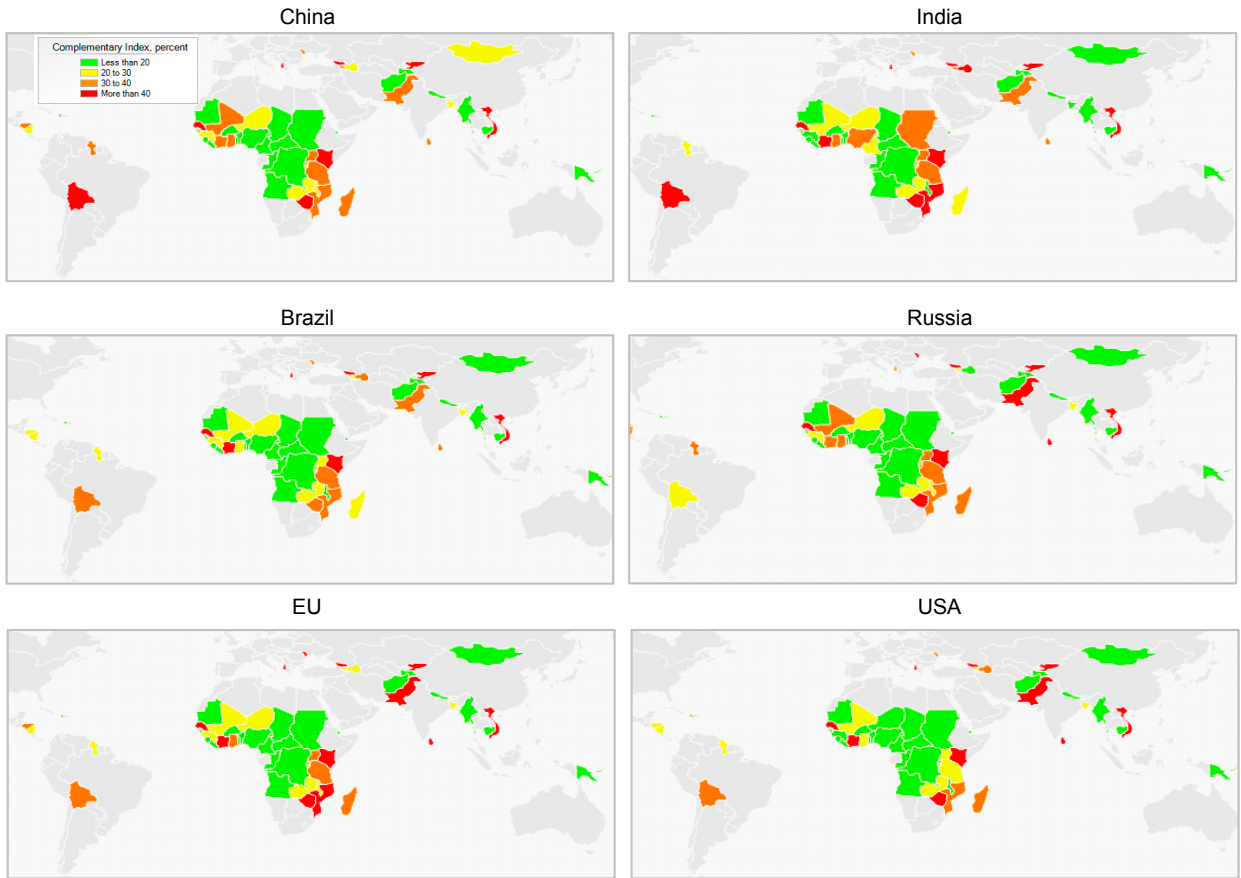 China
India
Complementary Index, percent
Less than 20
20 to 30
30 to 40
More than 40
Brazil
Russia
EU
USA